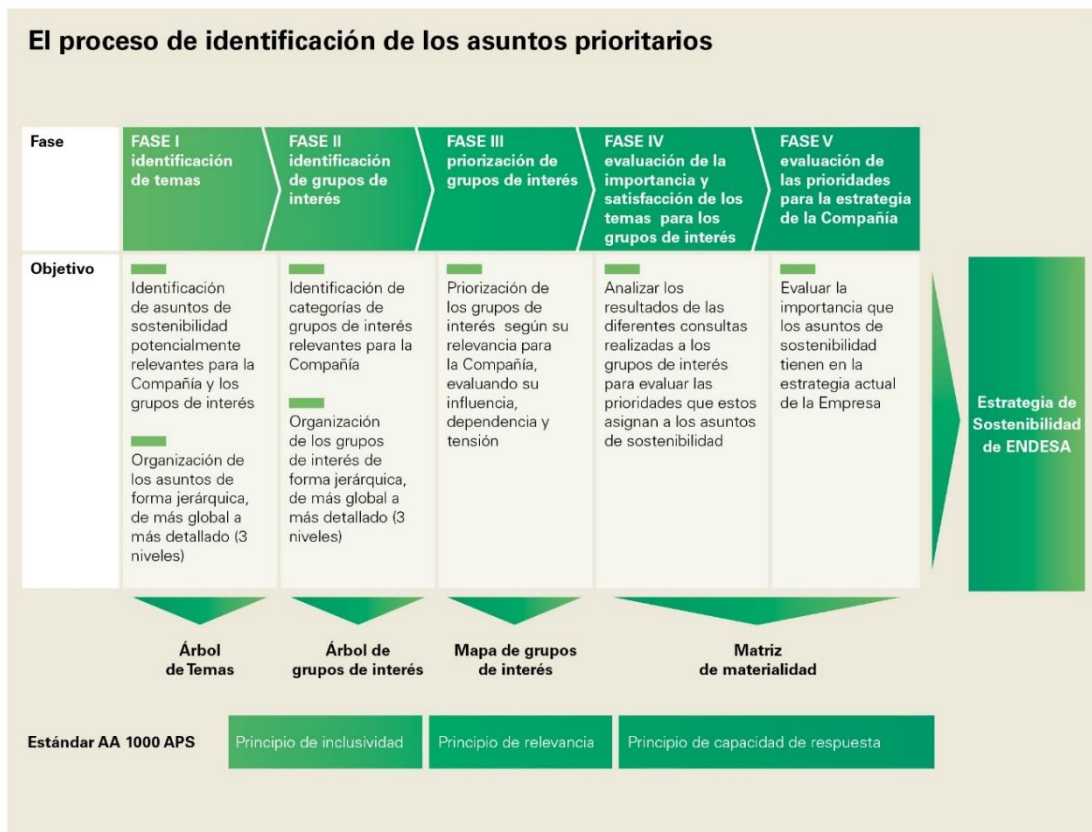 El proceso de identificación de los asuntos prioritarios
Fase
FASE I
identificación
de temas
FASE II
identificación
de grupos de
interés
FASE III
priorización de
grupos de interés
FASE IV
evaluación de la
importancia y
satisfacción de los
temas para los
grupos de interés
FASE V
evaluación de
las prioridades
para la estrategia
de la Compañía
Objetivo
Identificación
de asuntos de
sostenibilidad
potencialmente
relevantes para la
Compañía y los
grupos de interés
Organización de
los asuntos de
forma jerárquica,
de más global a
más detallado (3
niveles)
Identificación de
categorías de
grupos de interés
relevantes para la
Compañía
Organización
de los grupos
de interés de
forma jerárquica,
de más global a
más detallado (3
niveles)
Priorización de
los grupos de
interés según su
relevancia para
la Compañía,
evaluando su
influencia,
dependencia y
tensión
Analizar los
resultados de las
diferentes consultas
realizadas a los
grupos de interés
para evaluar las
prioridades que estos
asignan a los asuntos
de sostenibilidad
Evaluar la
importancia que
los asuntos de
sostenibilidad
tienen en la
estrategia actual
de la Empresa
Estrategia de
Sostenibilidad
de ENDESA
Árbol
de Temas
Árbol de
grupos de interés
Mapa de grupos
de interés
Matriz
de materialidad
Estándar AA 1000 APS
Principio de inclusividad
Principio de relevancia
Principio de capacidad de respuesta